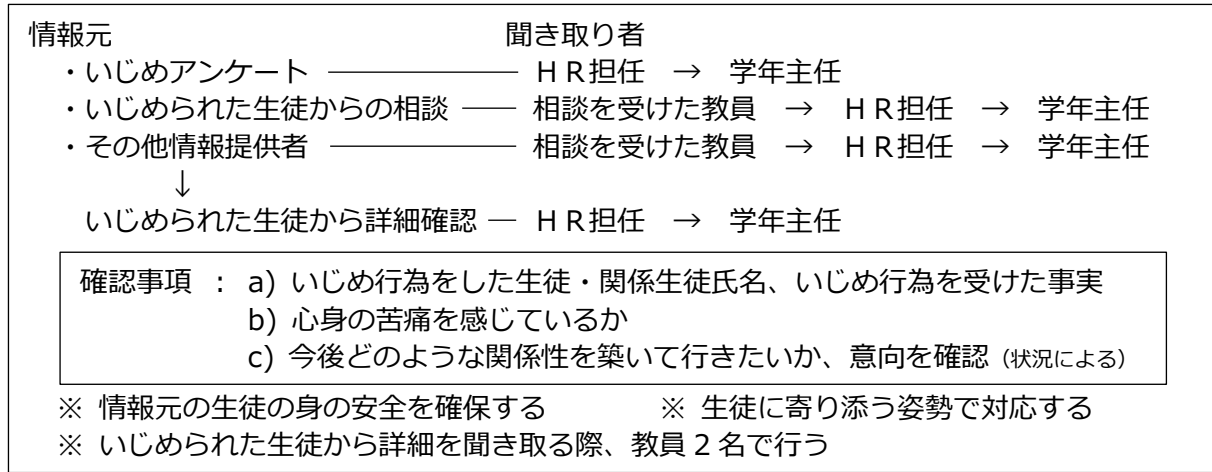 情報元 聞き取り者
・いじめアンケート ――――――― ＨＲ担任 → 学年主任
・いじめられた生徒からの相談 ―― 相談を受けた教員 → ＨＲ担任 → 学年主任
・その他情報提供者 ――――――― 相談を受けた教員 → ＨＲ担任 → 学年主任
↓
いじめられた生徒から詳細確認 ― ＨＲ担任 → 学年主任
確認事項 : a) いじめ行為をした生徒・関係生徒氏名、いじめ行為を受けた事実
b) 心身の苦痛を感じているか
c) 今後どのような関係性を築いて行きたいか、意向を確認（状況による）
※ 情報元の生徒の身の安全を確保する ※ 生徒に寄り添う姿勢で対応する
※ いじめられた生徒から詳細を聞き取る際、教員２名で行う